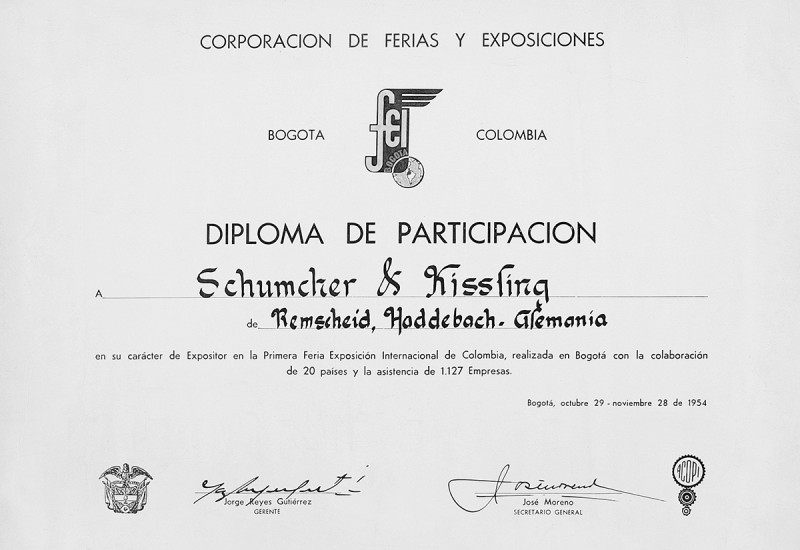 CORPORACION DE FERIAS Y EXPOSICIONES
BOGOTA
fei
BOGOTA
COLOMBIA
DIPLOMA DE PARTICIPACION
A Schumcher & Kissling
de Remscheid, Haddebach - Alemania
en su carácter de Expositor en la Primera Feria Exposición Internacional de Colombia, realizada en Bogotá con la colaboración
de 20 paises y la asistencia de 1.127 Empresas.
Bogotá, octubre 29 - noviembre 28 de 1954
Jorge Reyes Gutiérrez
GERENTE
José Moreno
SECRETARIO GENERAL
ACOPI